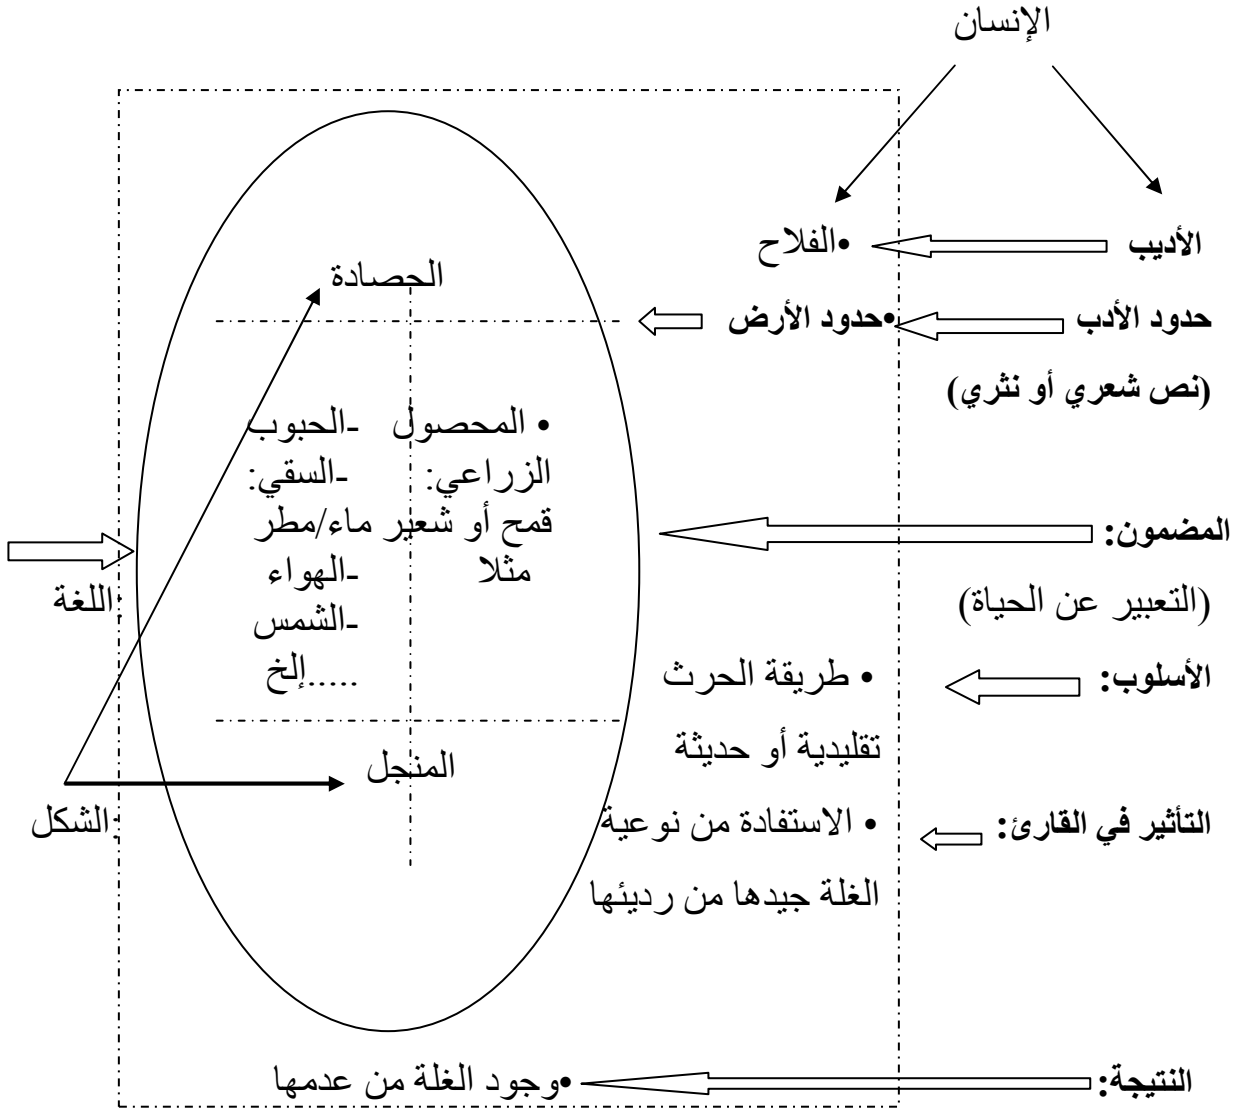 الإنسان
الأديب •الفلاح
الحصادة
حدود الأدب •حدود الأرض
(نص شعري أو نثري)
• المحصول -الحبوب
الزراعي: -السقي:
قمح أو شعير ماء/مطر
مثلا -الهواء
-الشمس
.....إلخ
المضمون:
(التعبير عن الحياة)
اللغة:
الأسلوب: • طريقة الحرث
تقليدية أو حديثة
المنجل
الشكل:
التأثير في القارئ: • الاستفادة من نوعية
الغلة جيدها من رديئها
النتيجة: •وجود الغلة من عدمها